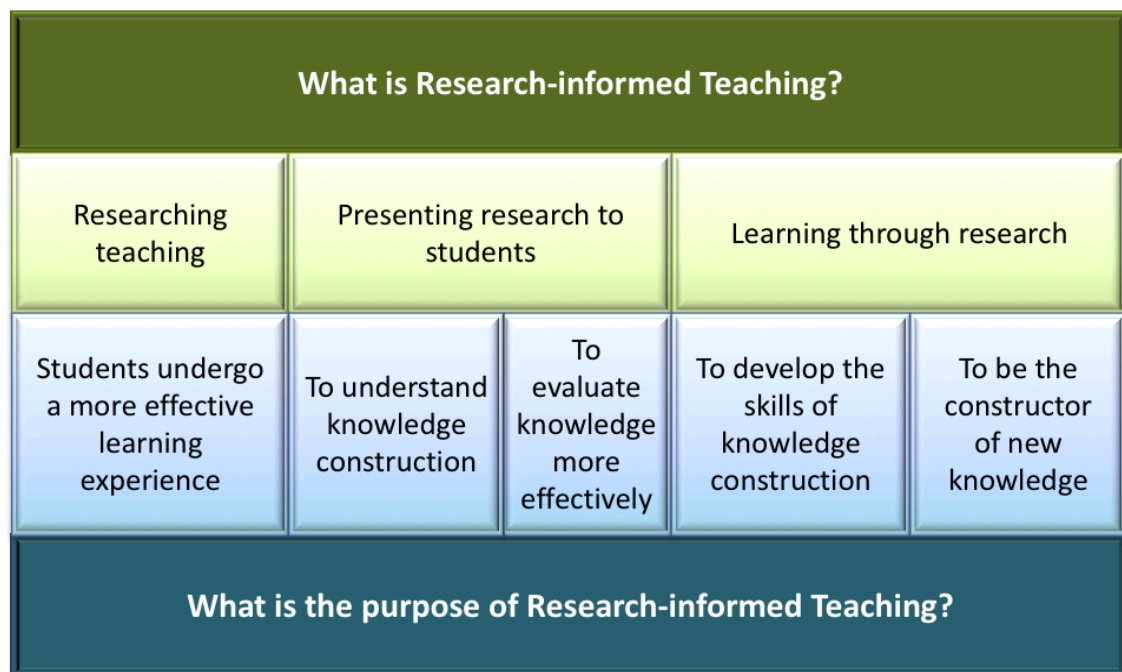 What is Research-informed Teaching?
Researching
teaching
Presenting research to
students
Learning through research
Students undergo
a more effective
learning
experience
To understand
knowledge
construction
To
evaluate
knowledge
more
effectively
To develop the
skills of
knowledge
construction
To be the
constructor
of new
knowledge
What is the purpose of Research-informed Teaching?